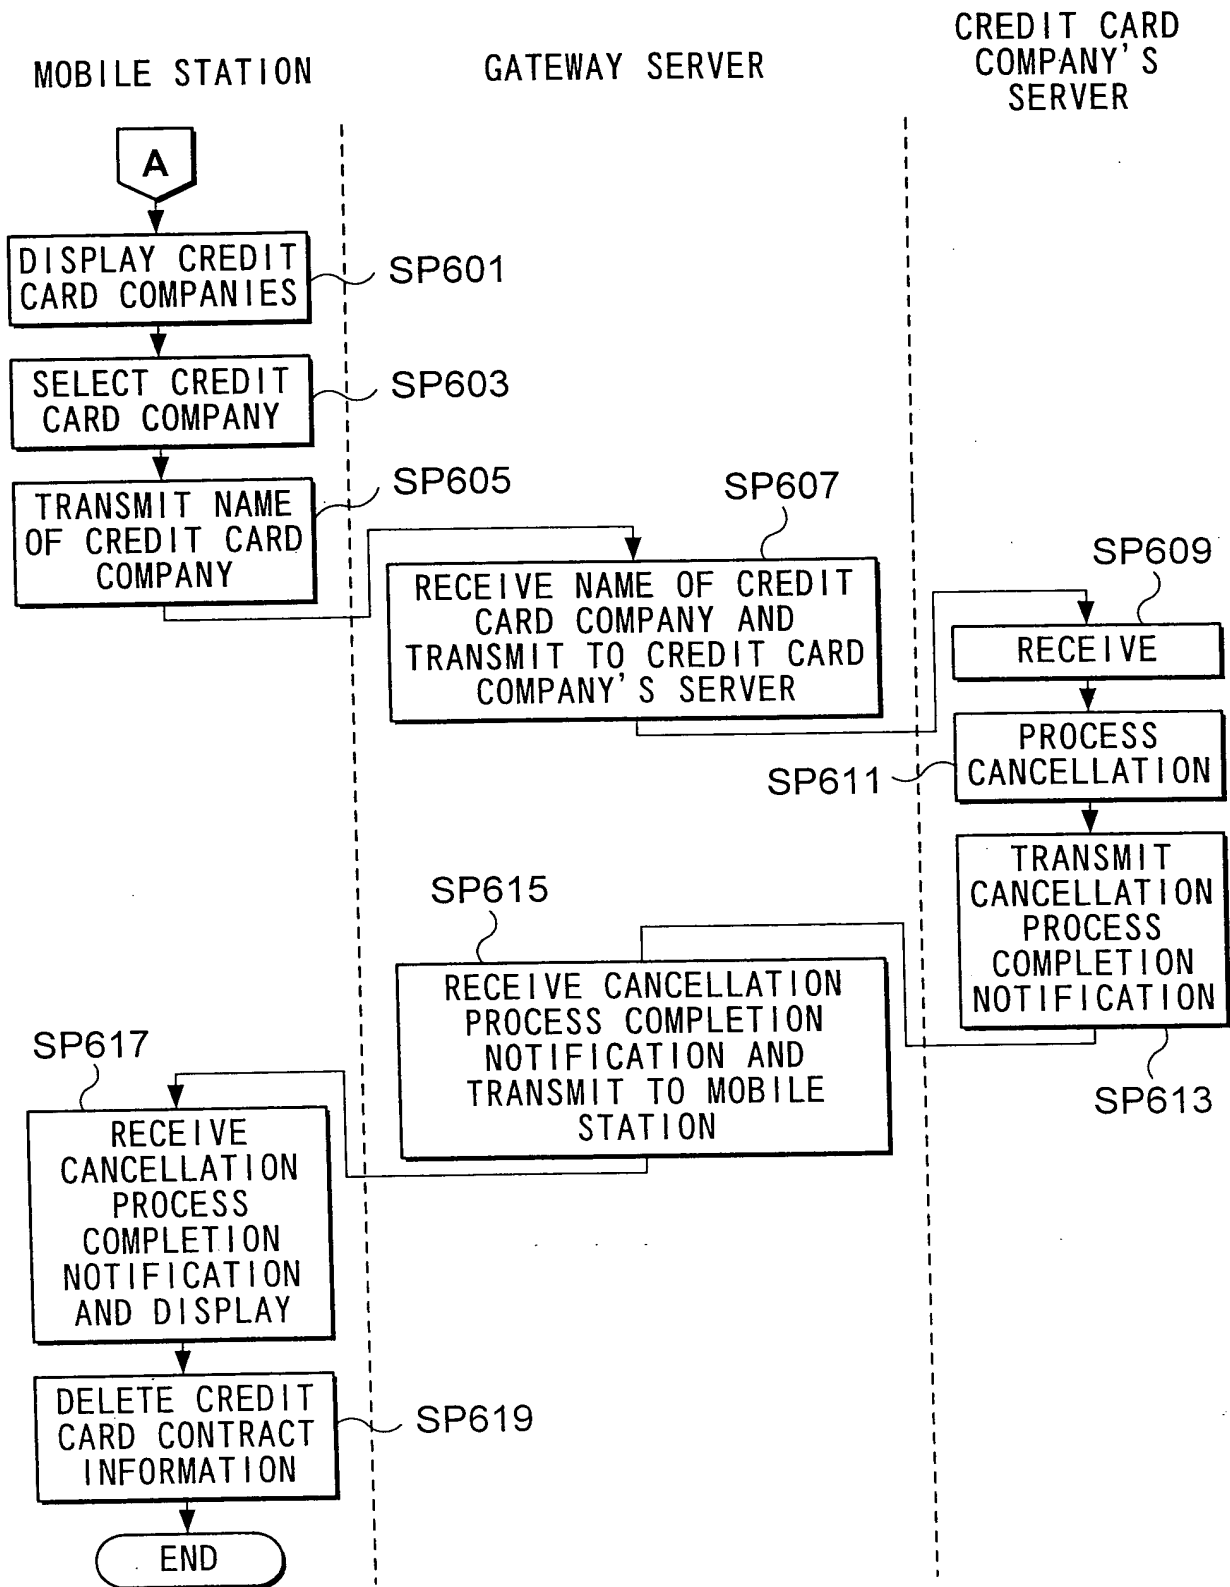 MOBILE STATION
GATEWAY SERVER
CREDIT CARD
COMPANY'S
SERVER
A
DISPLAY CREDIT
CARD COMPANIES
SP601
SELECT CREDIT
CARD COMPANY
SP603
TRANSMIT NAME
OF CREDIT CARD
COMPANY
SP605
SP607
RECEIVE NAME OF CREDIT
CARD COMPANY AND
TRANSMIT TO CREDIT CARD
COMPANY'S SERVER
SP609
RECEIVE
PROCESS
CANCELLATION
SP611
TRANSMIT
CANCELLATION
PROCESS
COMPLETION
NOTIFICATION
SP613
SP615
RECEIVE CANCELLATION
PROCESS COMPLETION
NOTIFICATION AND
TRANSMIT TO MOBILE
STATION
SP617
RECEIVE
CANCELLATION
PROCESS
COMPLETION
NOTIFICATION
AND DISPLAY
DELETE CREDIT
CARD CONTRACT
INFORMATION
SP619
END